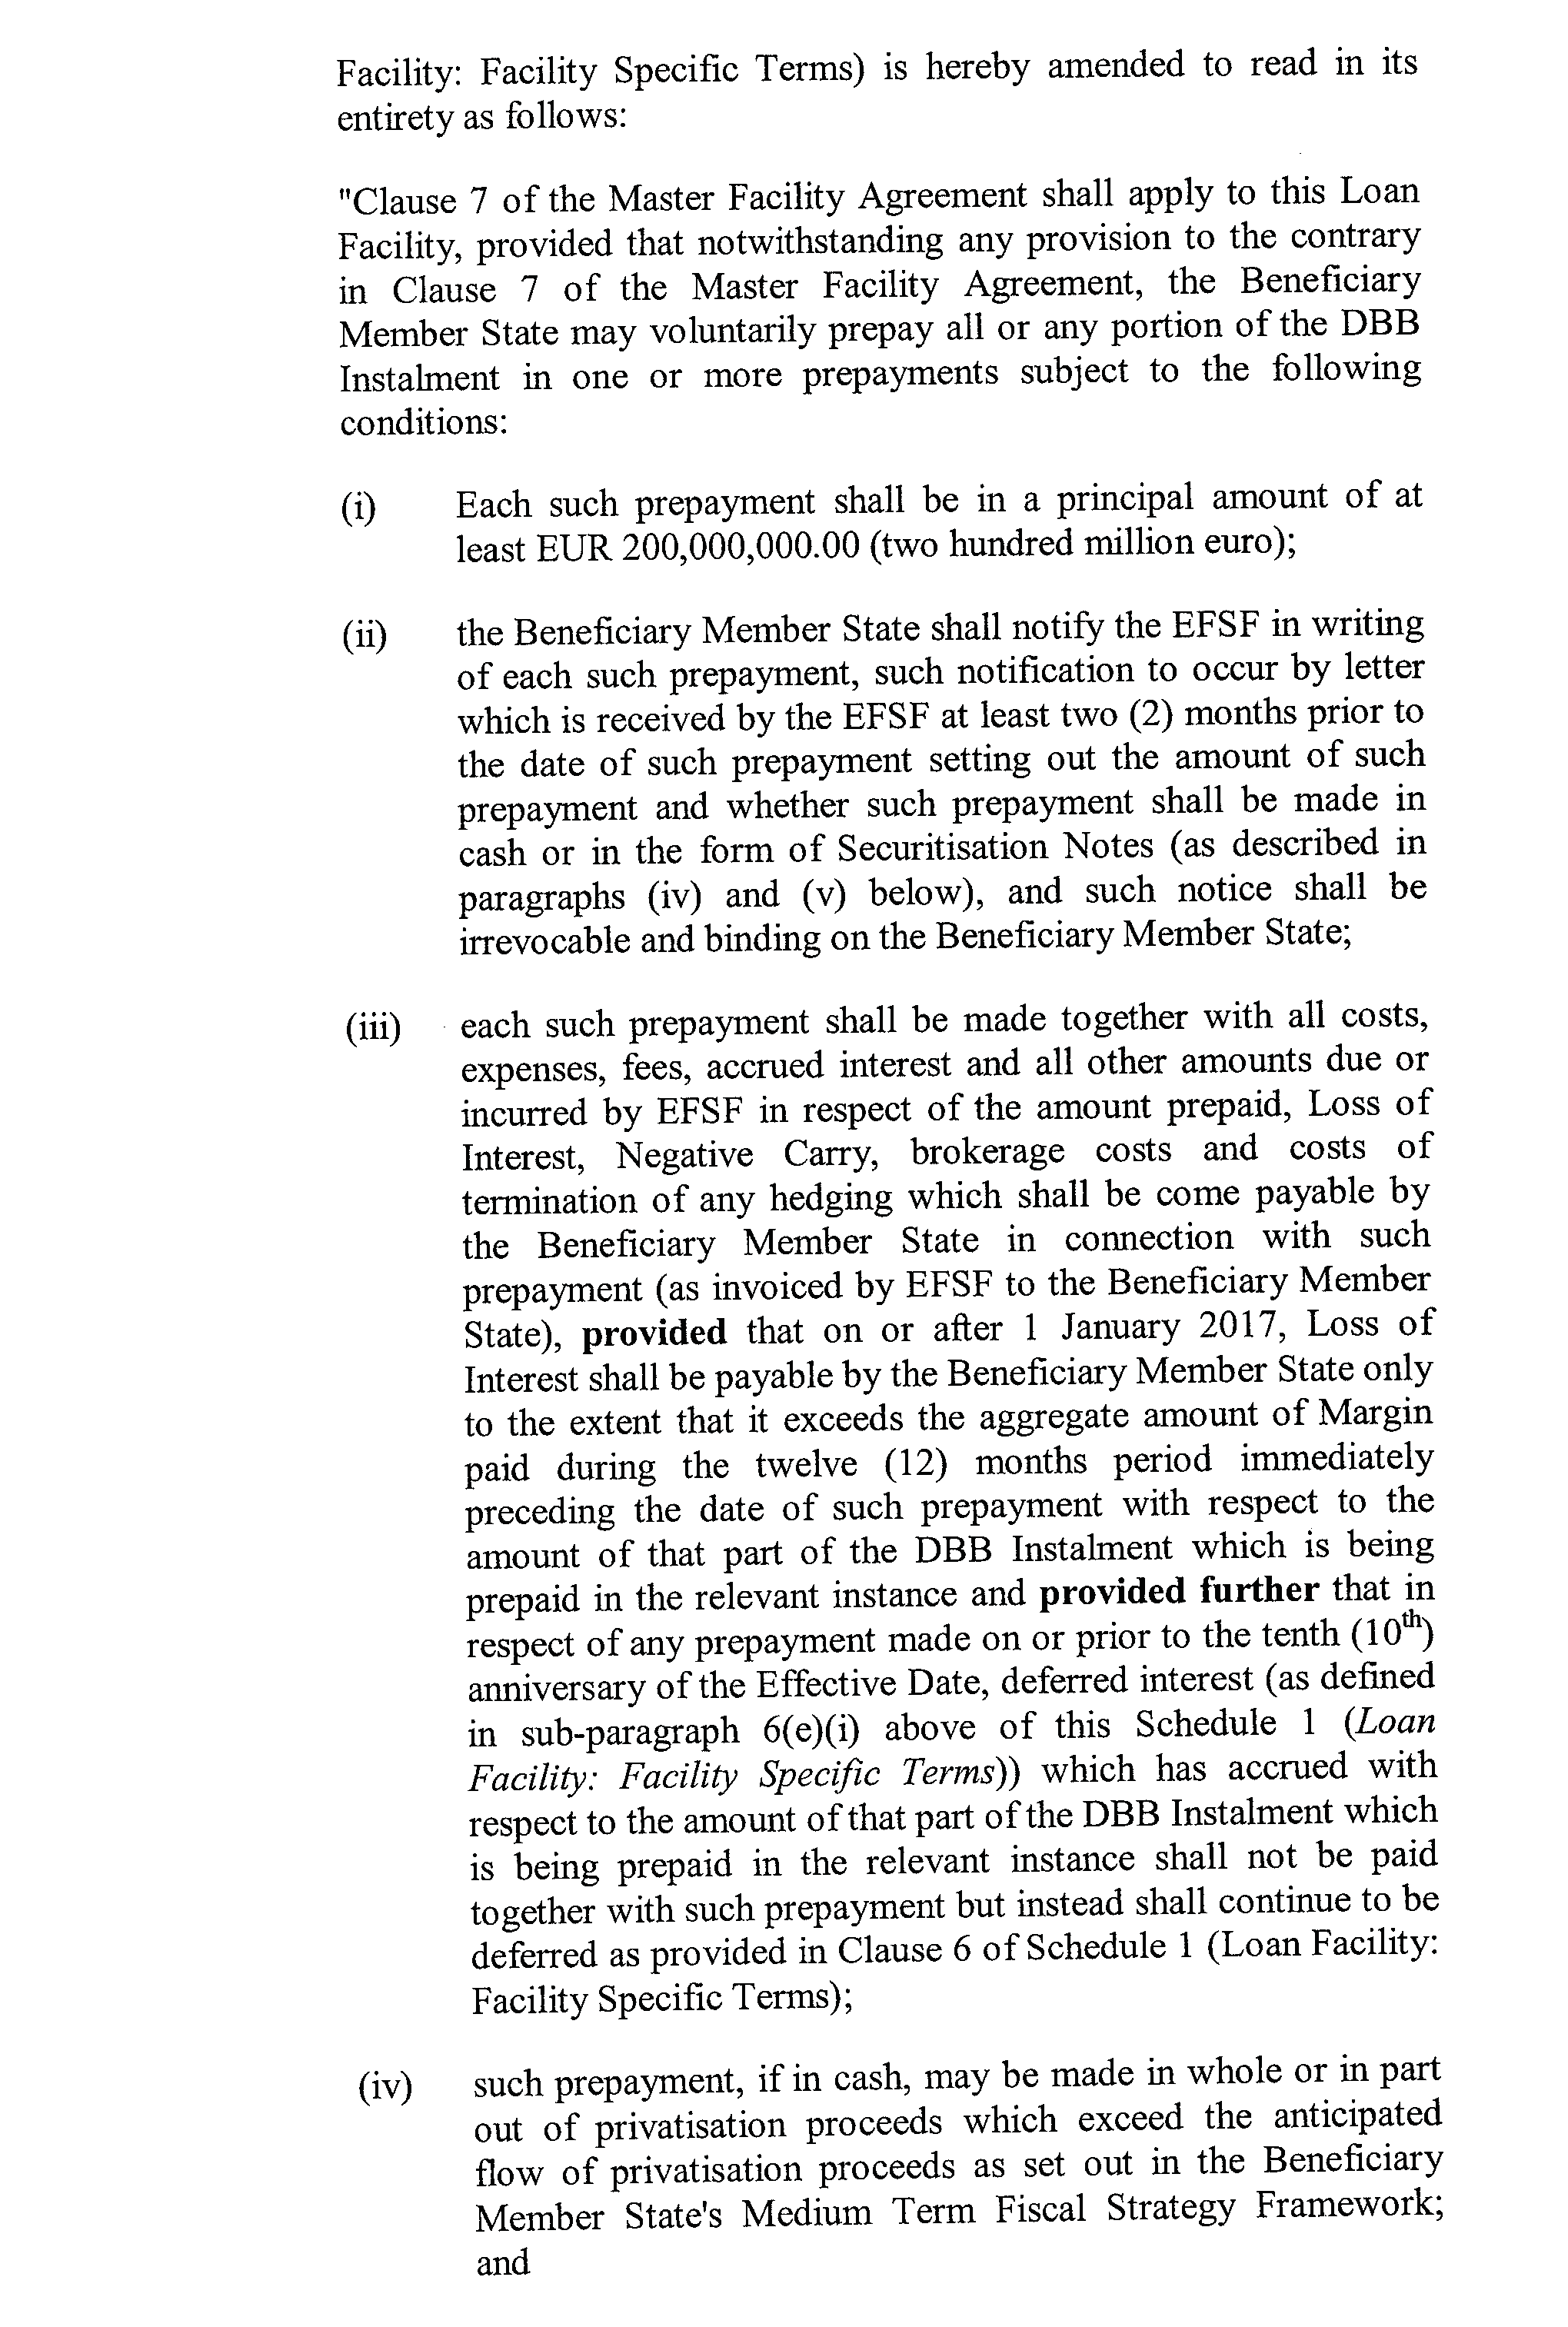 Facility: Facility Specific Terms) is hereby amended to read in its
entirety as follows:
"Clause 7 of the Master Facility Agreement shall apply to this Loan
Facility, provided that notwithstanding any provision to the contrary
in Clause 7 of the Master Facility Agreement, the Beneficiary
Member State may voluntarily prepay all or any portion of the DBB
Instalment in one or more prepayments subject to the following
conditions:
(i) Each such prepayment shall be in a principal amount of at
least EUR 200,000,000.00 (two hundred million euro);
(ii) the Beneficiary Member State shall notify the EFSF in writing
of each such prepayment, such notification to occur by letter
which is received by the EFSF at least two (2) months prior to
the date of such prepayment setting out the amount of such
prepayment and whether such prepayment shall be made in
cash or in the form of Securitisation Notes (as described in
paragraphs (iv) and (v) below), and such notice shall be
irrevocable and binding on the Beneficiary Member State;
(iii) each such prepayment shall be made together with all costs,
expenses, fees, accrued interest and all other amounts due or
incurred by EFSF in respect of the amount prepaid, Loss of
Interest, Negative Carry, brokerage costs and costs of
termination of any hedging which shall be come payable by
the Beneficiary Member State in connection with such
prepayment (as invoiced by EFSF to the Beneficiary Member
State), provided that on or after 1 January 2017, Loss of
Interest shall be payable by the Beneficiary Member State only
to the extent that it exceeds the aggregate amount of Margin
paid during the twelve (12) months period immediately
preceding the date of such prepayment with respect to the
amount of that part of the DBB Instalment which is being
prepaid in the relevant instance and provided further that in
respect of any prepayment made on or prior to the tenth (10th)
anniversary of the Effective Date, deferred interest (as defined
in sub-paragraph 6(e)(i) above of this Schedule 1 (Loan
Facility: Facility Specific Terms)) which has accrued with
respect to the amount of that part of the DBB Instalment which
is being prepaid in the relevant instance shall not be paid
together with such prepayment but instead shall continue to be
deferred as provided in Clause 6 of Schedule 1 (Loan Facility:
Facility Specific Terms);
(iv) such prepayment, if in cash, may be made in whole or in part
out of privatisation proceeds which exceed the anticipated
flow of privatisation proceeds as set out in the Beneficiary
Member State's Medium Term Fiscal Strategy Framework;
and